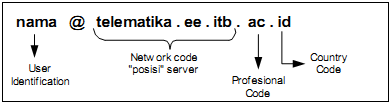 nama @ telematika . ee . itb . ac . id
User
Identification
Network code
"posisi" server
Profesional
Code
Country
Code